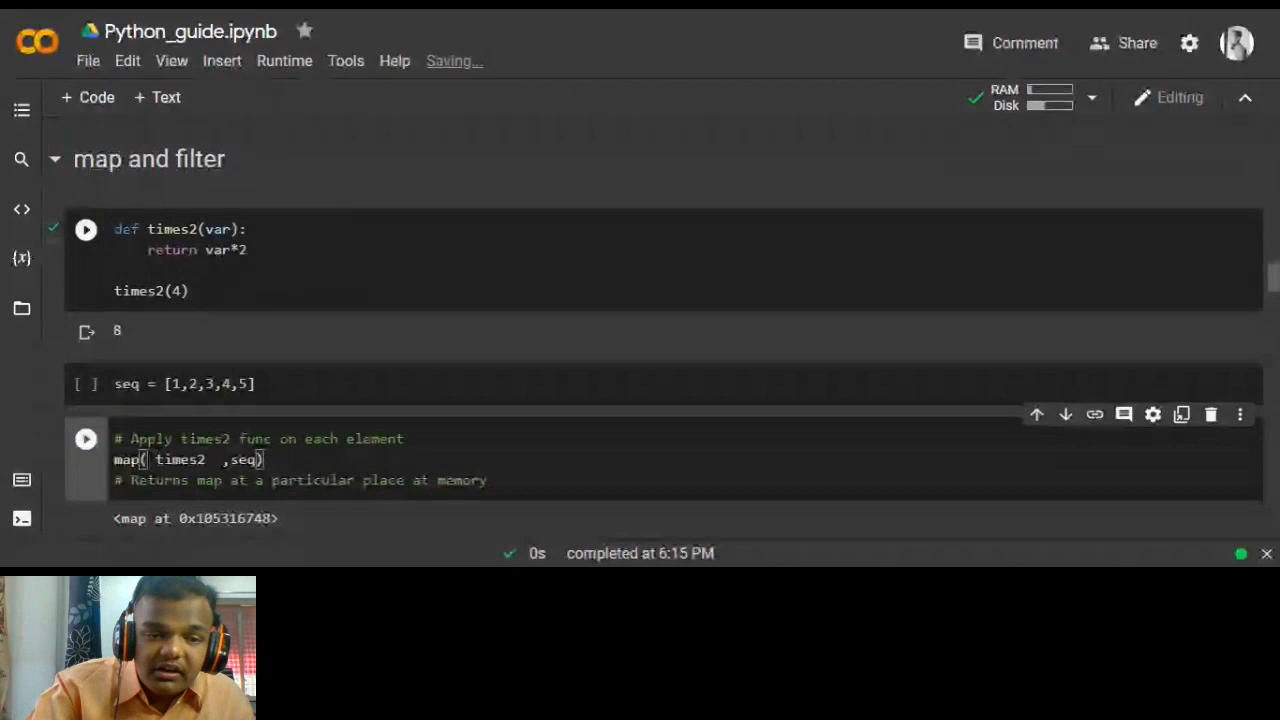 Python_guide.ipynb
File Edit View Insert Runtime Tools Help Saving...
Comment Share
+ Code + Text
RAM
Disk
Editing
map and filter
def times2(var):
return var*2
times2(4)
8
[ ] seq = [1,2,3,4,5]
# Apply times2 func on each element
map( times2 ,seq)
# Returns map at a particular place at memory
<map at 0x105316748>
0s completed at 6:15 PM